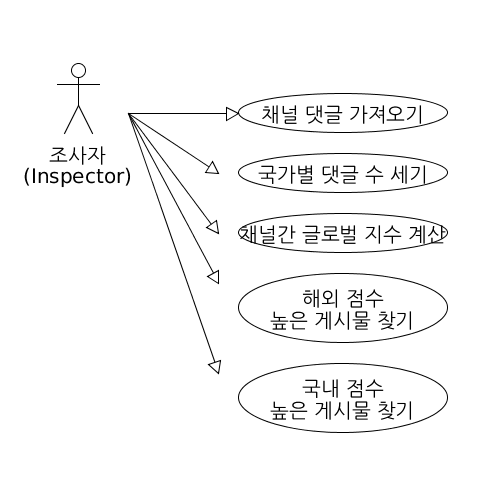 조사자
(Inspector)
채널 댓글 가져오기
국가별 댓글 수 세기
채널간 글로벌 지수 계산
해외 점수
높은 게시물 찾기
국내 점수
높은 게시물 찾기